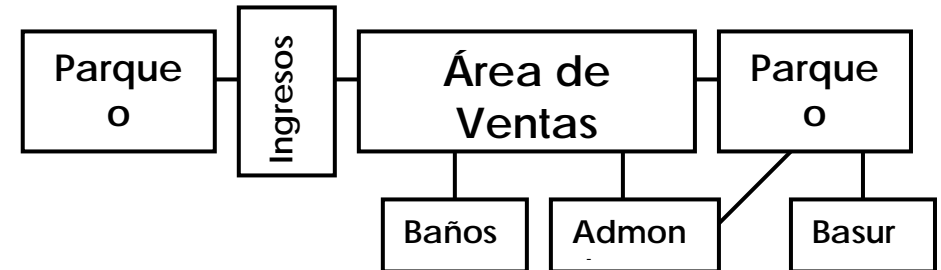 Parque
o
Ingresos
Área de
Ventas
Parque
o
Baños
Admon
Basur